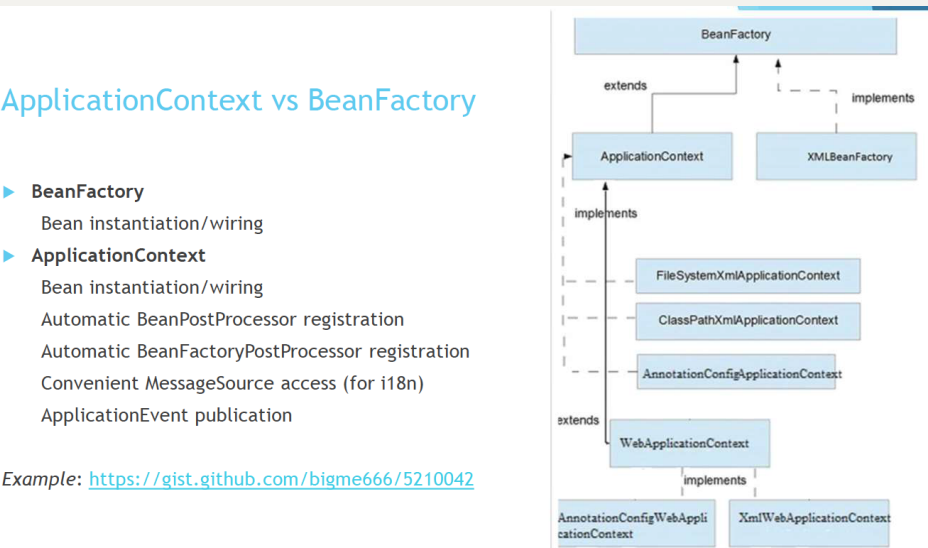 ApplicationContext vs BeanFactory
BeanFactory
Bean instantiation/wiring
ApplicationContext
Bean instantiation/wiring
Automatic BeanPostProcessor registration
Automatic BeanFactoryPostProcessor registration
Convenient MessageSource access (for i18n)
ApplicationEvent publication
Example: https://gist.github.com/bigme666/5210042
BeanFactory
extends
implements
ApplicationContext
XMLBeanFactory
implements
FileSystemXmlApplicationContext
ClassPathXmlApplicationContext
AnnotationConfigApplicationContext
extends
WebApplicationContext
implements
AnnotationConfigWebAppli
cationContext
XmlWebApplicationContext